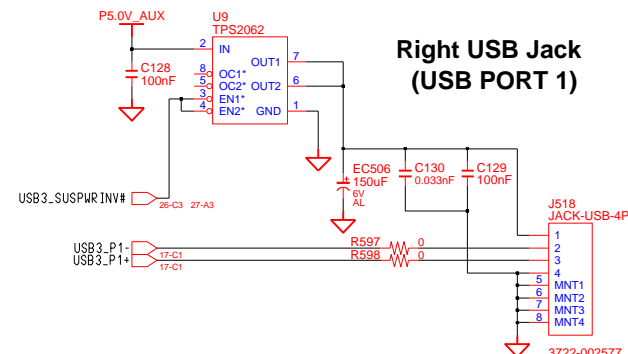 P5.0V_AUX
U9
TPS2062
2 IN
OUT1 7
8 OC1*
5 OC2* OUT2 6
3 EN1*
4 EN2* GND 1
C128
100nF
Right USB Jack
(USB PORT 1)
EC506
150uF
6V
AL
C130
0.033nF
C129
100nF
USB3_SUSPWRINV#
26-C3 27-A3
J518
JACK-USB-4P
USB3_P1-
17-C1
R597 0
USB3_P1+
17-C1
R598 0
1
2
3
4
5 MNT1
6 MNT2
7 MNT3
8 MNT4
3722-002577